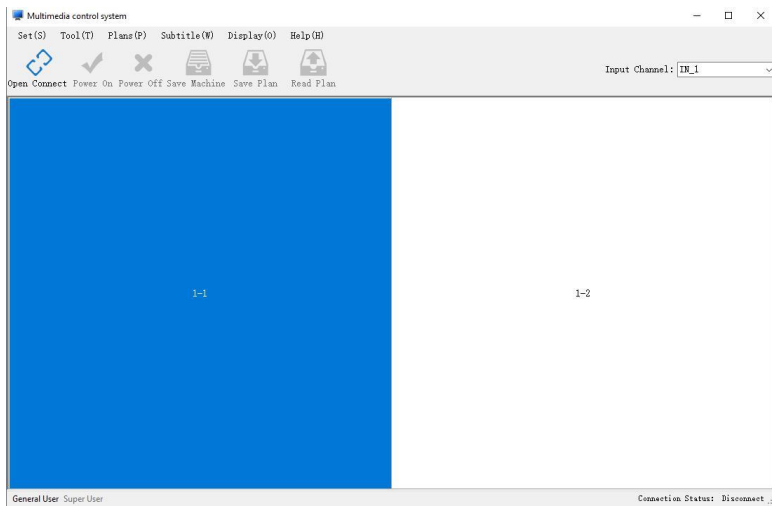 Multimedia control system
Set(S) Tool(T) Plans(P) Subtitle(W) Display(O) Help(H)
Open Connect Power On Power Off Save Machine Save Plan Read Plan
Input Channel: IN_1
1-1
1-2
General User Super User
Connection Status: Disconnect